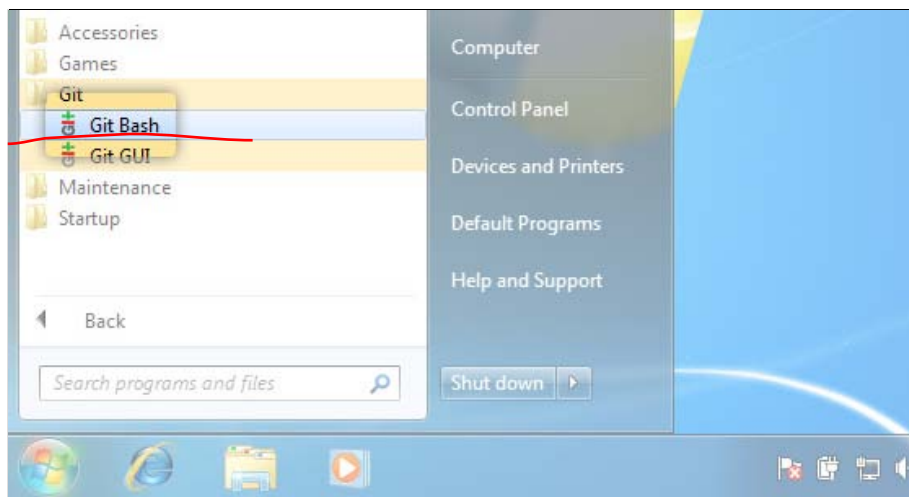 Accessories
Games
Git
Git Bash
Git GUI
Maintenance
Startup
Back
Search programs and files
Computer
Control Panel
Devices and Printers
Default Programs
Help and Support
Shut down